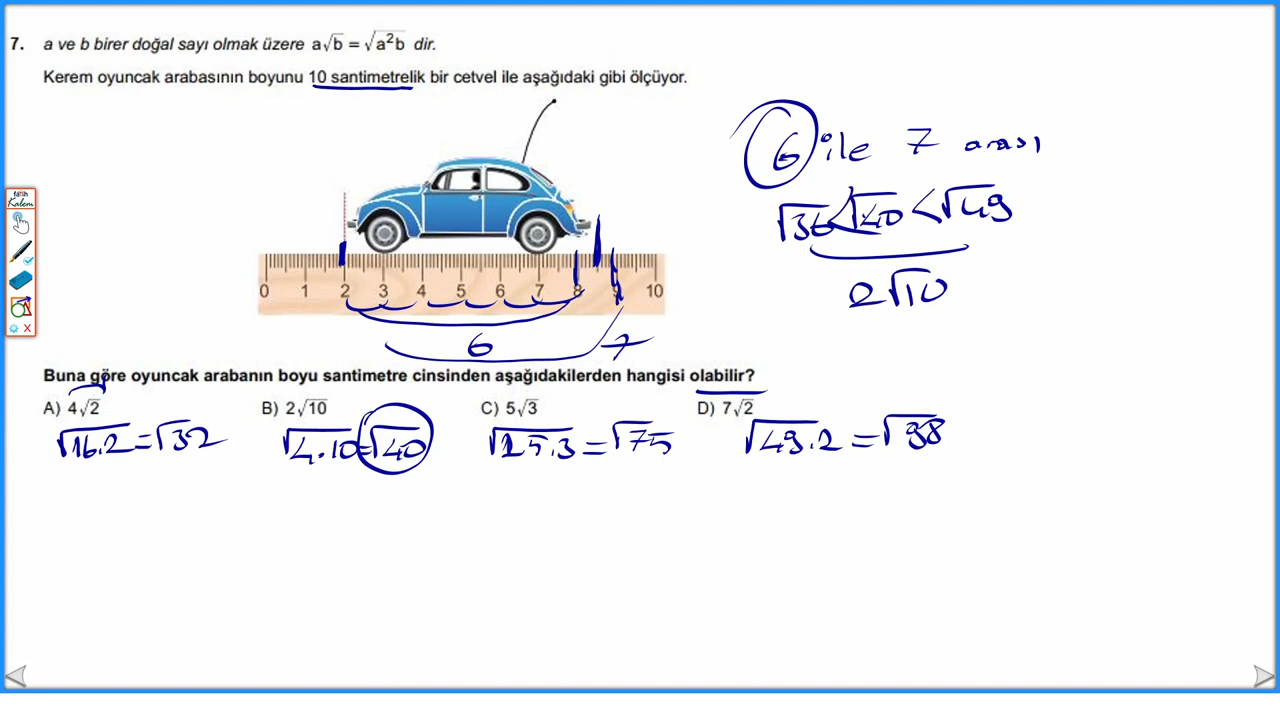 7. a ve b birer doğal sayı olmak üzere a√b = √a²b dir.
Kerem oyuncak arabasının boyunu 10 santimetrelik bir cetvel ile aşağıdaki gibi ölçüyor.
6 ile 7 arası
√36 < √40 < √49
2√10
fatih
Kalem
X
0 1 2 3 4 5 6 7 8 9 10
6 7
Buna göre oyuncak arabanın boyu santimetre cinsinden aşağıdakilerden hangisi olabilir?
A) 4√2 B) 2√10 C) 5√3 D) 7√2
√16.2 = √32 √4.10 = √40 √25.3 = √75 √49.2 = √98